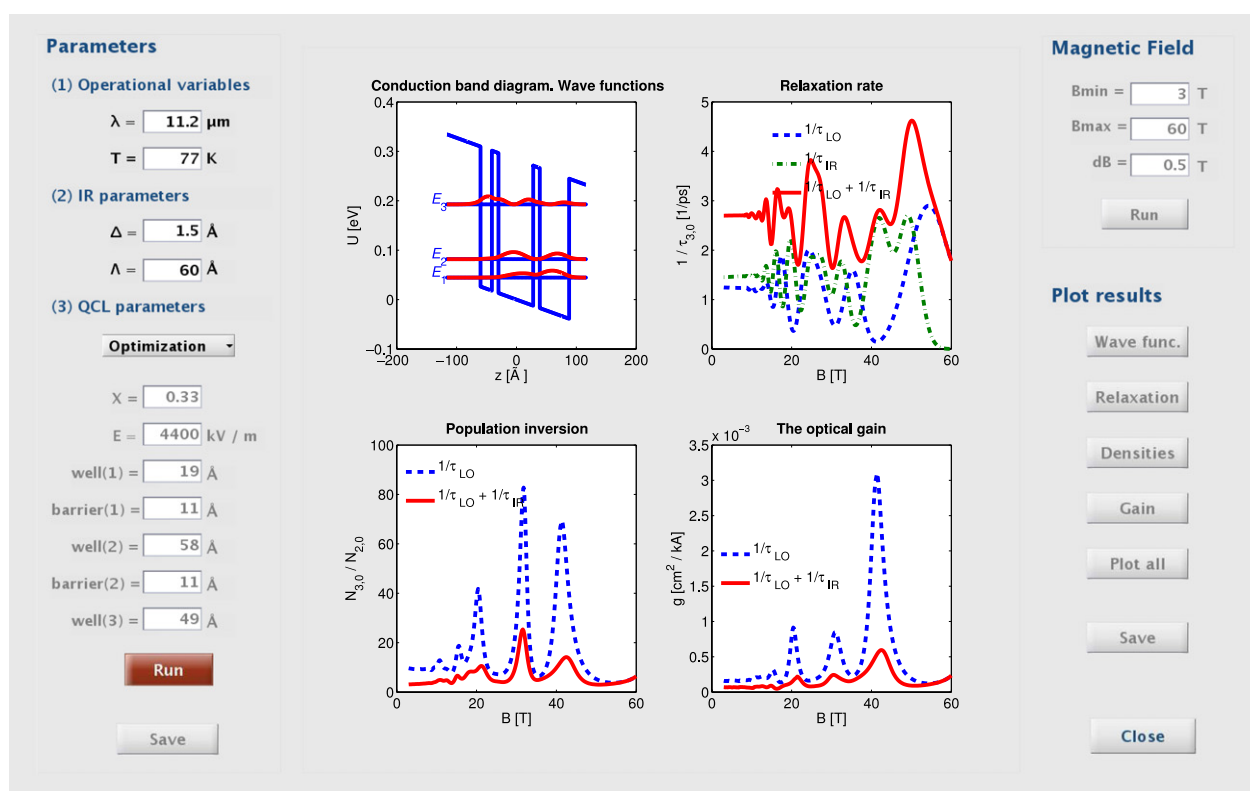 Parameters
(1) Operational variables
λ = 11.2 µm
T = 77 K
(2) IR parameters
Δ = 1.5 Å
Λ = 60 Å
(3) QCL parameters
Optimization
X = 0.33
E = 4400 kV / m
well(1) = 19 Å
barrier(1) = 11 Å
well(2) = 58 Å
barrier(2) = 11 Å
well(3) = 49 Å
Run
Save
Conduction band diagram. Wave functions
0.4
0.3
0.2
0.1
0
−0.1
U [eV]
E3
E2
E1
−200 −100 0 100 200
z [Ã ]
Relaxation rate
5
4
3
2
1
0
1 / τ3,0 [1/ps]
1/τLO
1/τIR
1/τLO + 1/τIR
0 20 40 60
B [T]
Population inversion
100
80
60
40
20
0
N3,0 / N2,0
1/τLO
1/τLO + 1/τIR
0 20 40 60
B [T]
The optical gain
x 10−3
3.5
3
2.5
2
1.5
1
0.5
0
g [cm2 / kA]
1/τLO
1/τLO + 1/τIR
0 20 40 60
B [T]
Magnetic Field
Bmin = 3 T
Bmax = 60 T
dB = 0.5 T
Run
Plot results
Wave func.
Relaxation
Densities
Gain
Plot all
Save
Close